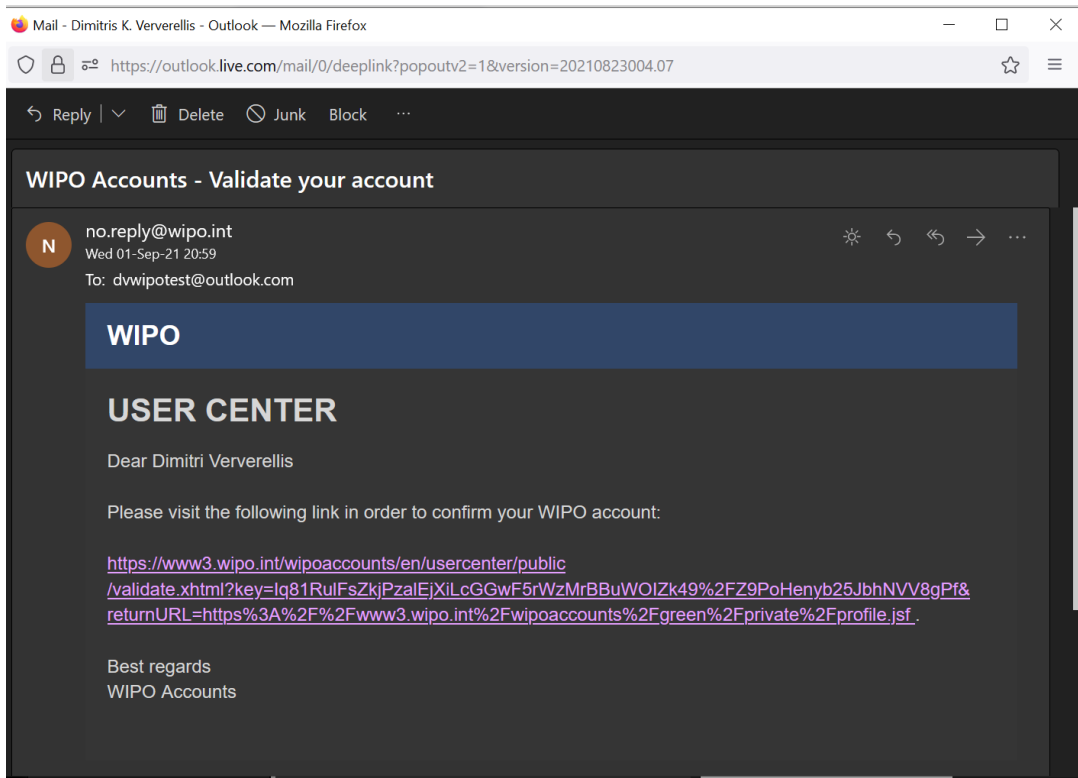 Mail - Dimitris K. Ververellis - Outlook — Mozilla Firefox
https://outlook.live.com/mail/0/deeplink?popoutv2=1&version=20210823004.07
Reply Delete Junk Block ...
WIPO Accounts - Validate your account
N
no.reply@wipo.int
Wed 01-Sep-21 20:59
To: dvwipotest@outlook.com
WIPO
USER CENTER
Dear Dimitri Ververellis
Please visit the following link in order to confirm your WIPO account:
https://www3.wipo.int/wipoaccounts/en/usercenter/public
/validate.xhtml?key=Iq81RulFsZkjPzalEjXiLcGGwF5rWzMrBBuWOIZk49%2FZ9PoHenyb25JbhNVV8gPf&
returnURL=https%3A%2F%2Fwww3.wipo.int%2Fwipoaccounts%2Fgreen%2Fprivate%2Fprofile.jsf .
Best regards
WIPO Accounts